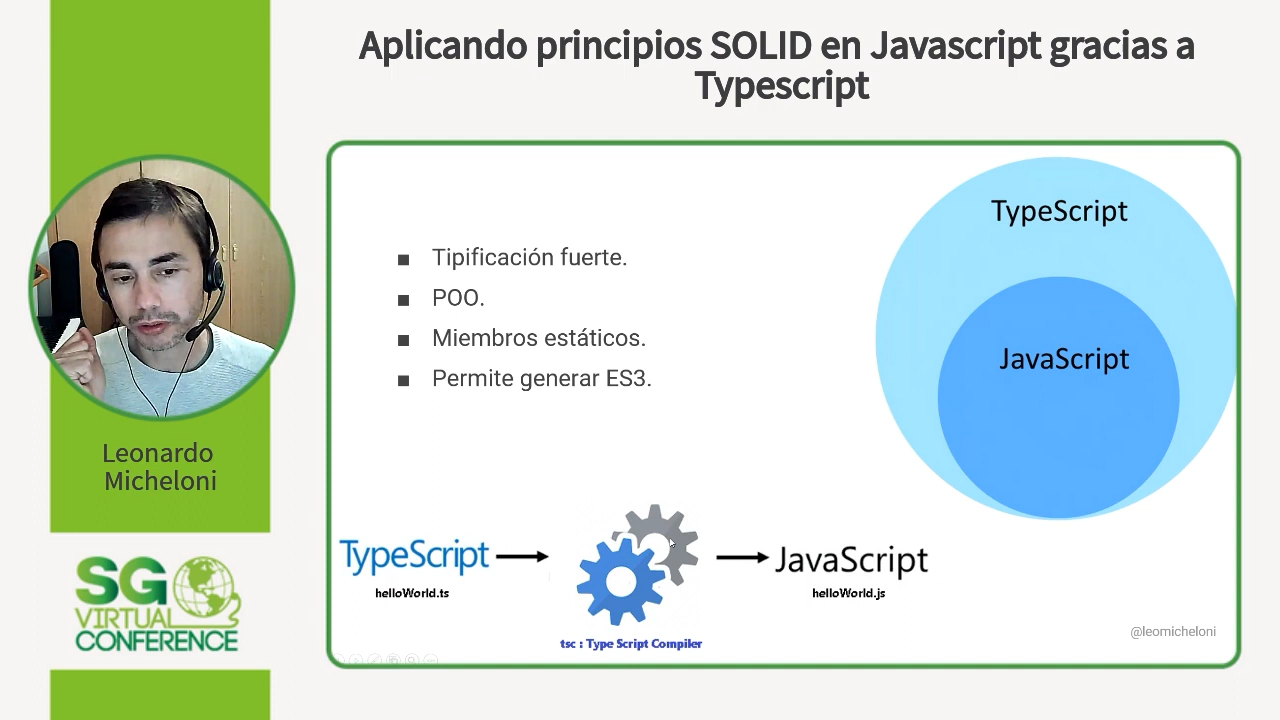 Aplicando principios SOLID en Javascript gracias a
Typescript
TypeScript
■ Tipificación fuerte.
■ POO.
■ Miembros estáticos.
■ Permite generar ES3.
JavaScript
Leonardo
Micheloni
TypeScript
helloWorld.ts
JavaScript
helloWorld.js
tsc : Type Script Compiler
@leomicheloni
SG
VIRTUAL
CONFERENCE